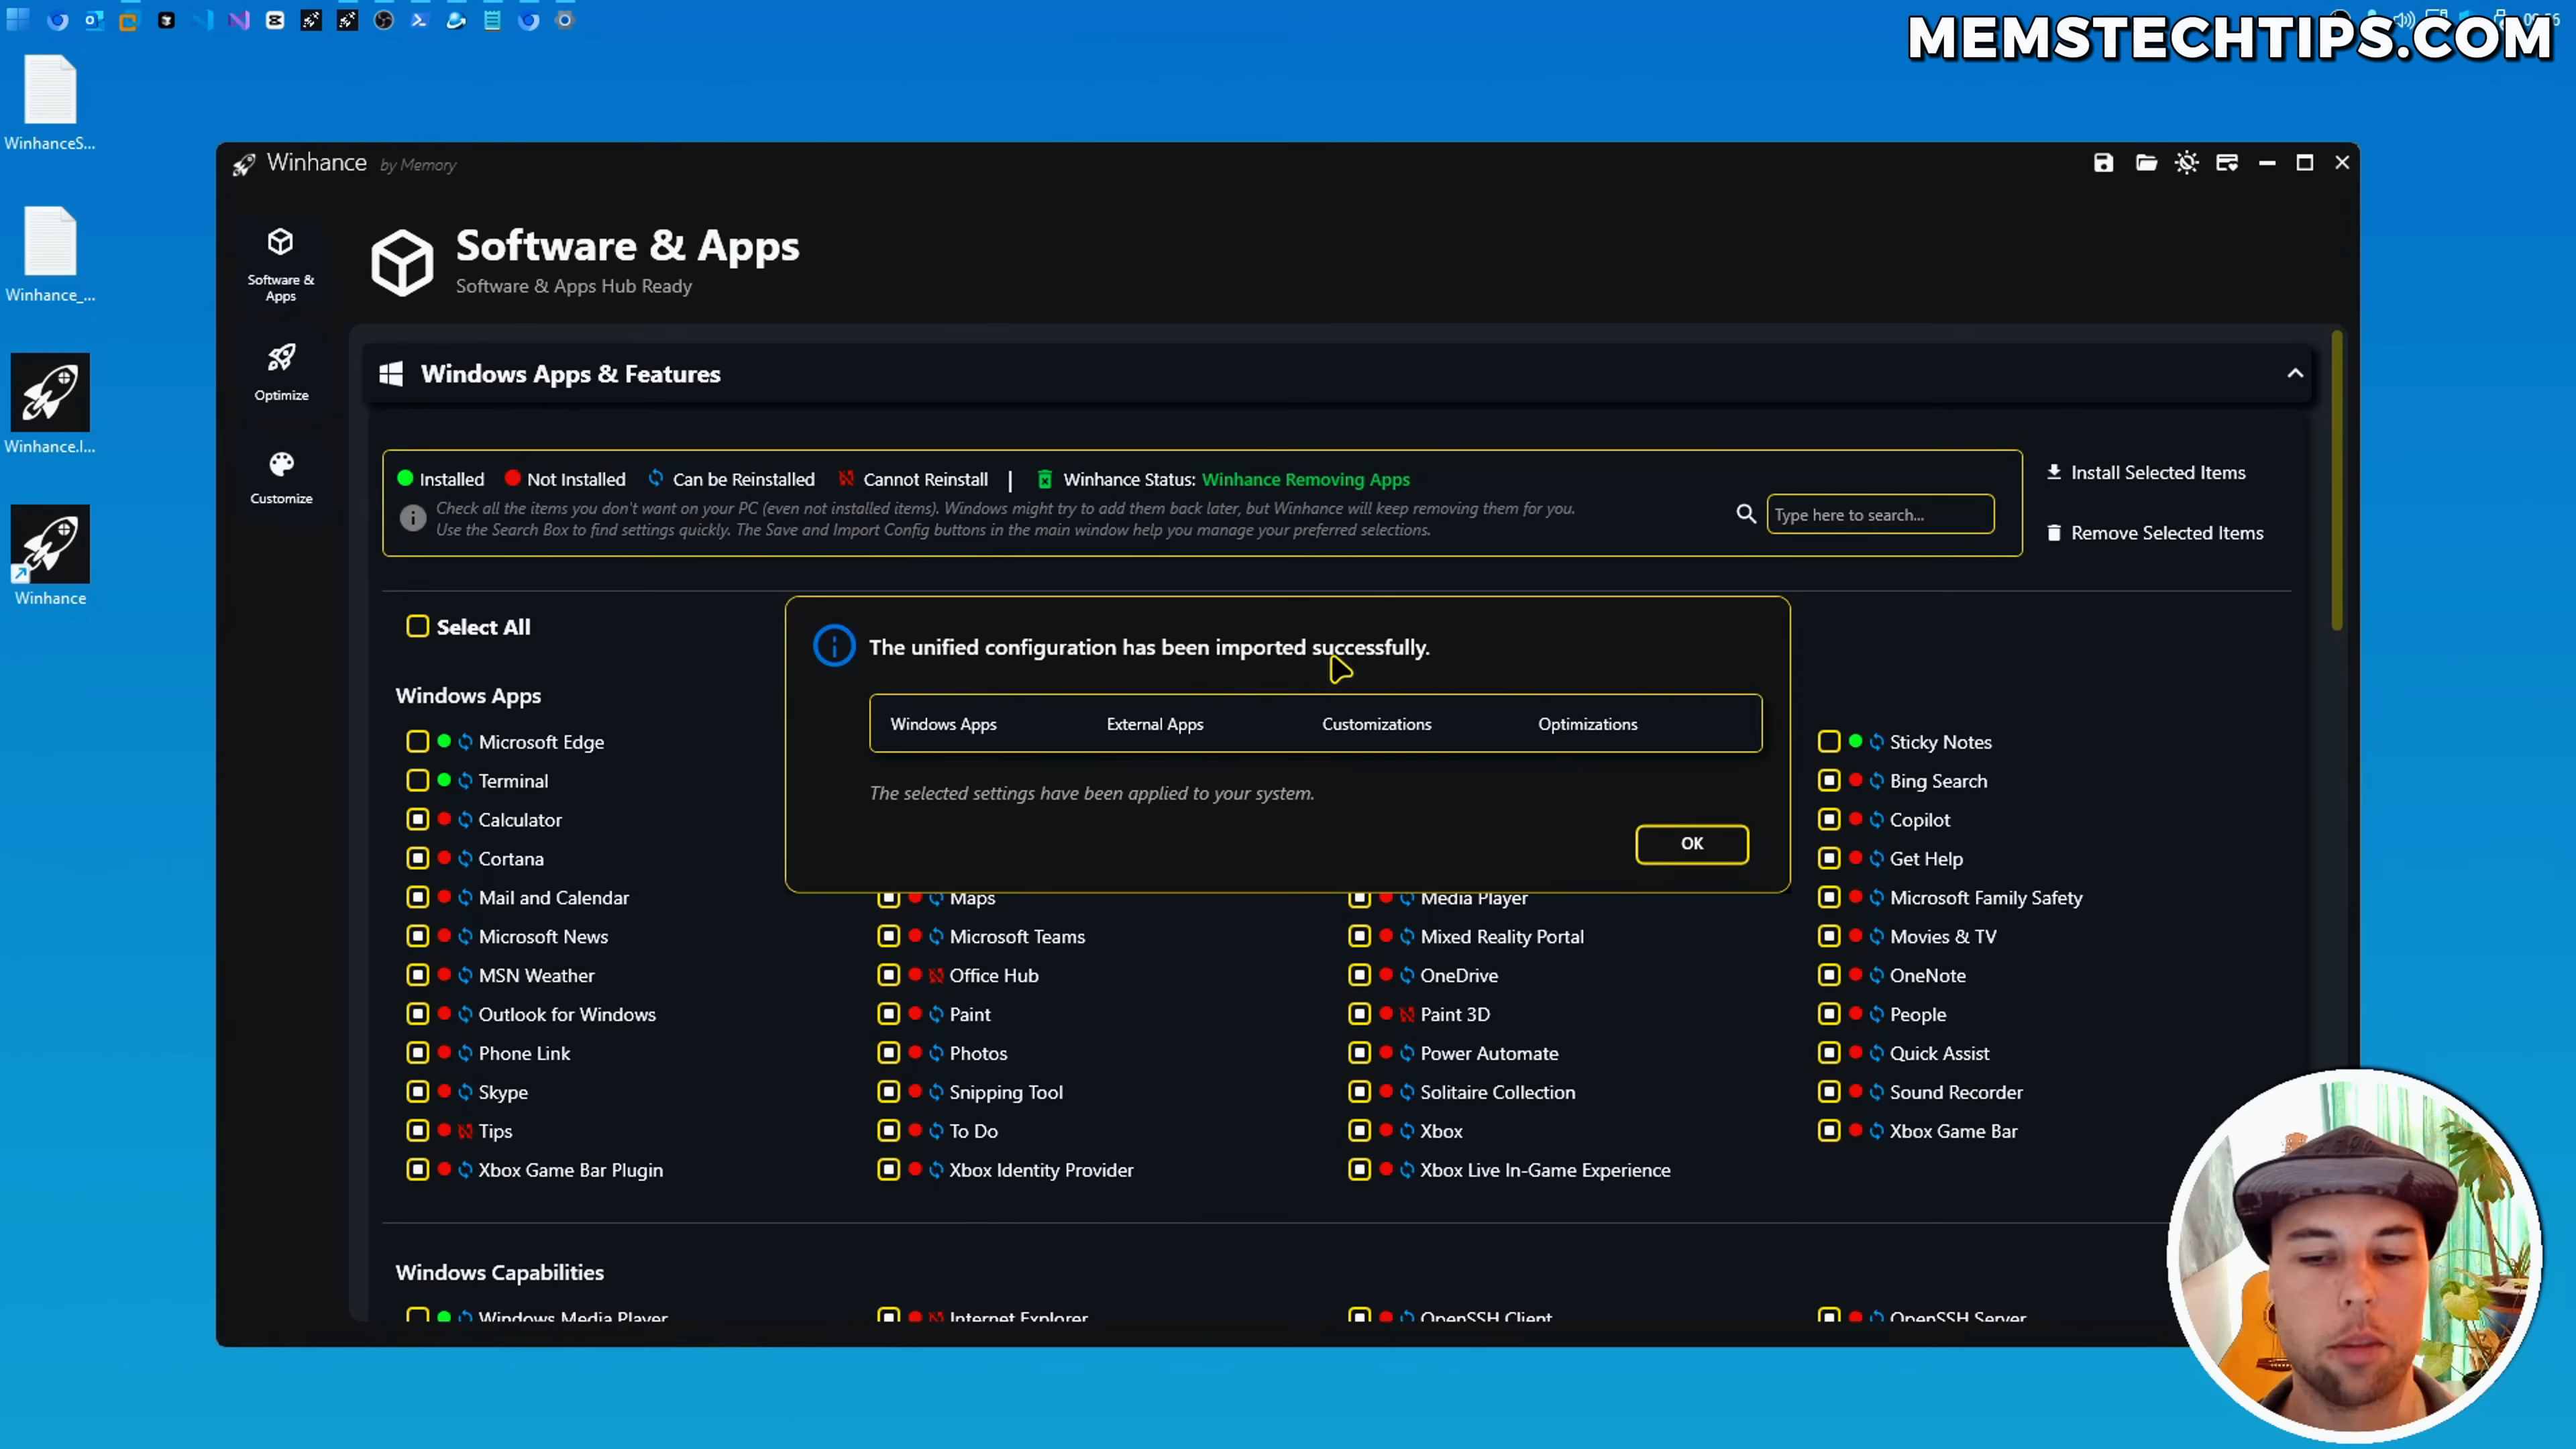 MEMSTECHTIPS.COM
WinhanceS...
Winhance_...
Winhance.l...
Winhance
Winhance by Memory
Software & Apps
Optimize
Customize
Software & Apps
Software & Apps Hub Ready
Windows Apps & Features
Installed Not Installed Can be Reinstalled Cannot Reinstall | Winhance Status: Winhance Removing Apps
Check all the items you don't want on your PC (even not installed items). Windows might try to add them back later, but Winhance will keep removing them for you.
Use the Search Box to find settings quickly. The Save and Import Config buttons in the main window help you manage your preferred selections.
Type here to search...
Install Selected Items
Remove Selected Items
Select All
The unified configuration has been imported successfully.
Windows Apps External Apps Customizations Optimizations
The selected settings have been applied to your system.
OK
Windows Apps
Microsoft Edge Sticky Notes
Terminal Bing Search
Calculator Copilot
Cortana Get Help
Mail and Calendar Maps Media Player Microsoft Family Safety
Microsoft News Microsoft Teams Mixed Reality Portal Movies & TV
MSN Weather Office Hub OneDrive OneNote
Outlook for Windows Paint Paint 3D People
Phone Link Photos Power Automate Quick Assist
Skype Snipping Tool Solitaire Collection Sound Recorder
Tips To Do Xbox Xbox Game Bar
Xbox Game Bar Plugin Xbox Identity Provider Xbox Live In-Game Experience
Windows Capabilities
Windows Media Player Internet Explorer OpenSSH Client OpenSSH Server